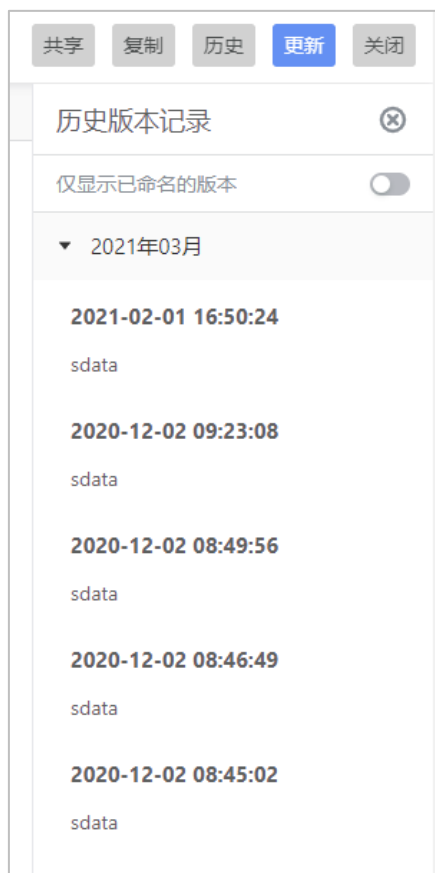 共享 复制 历史 更新 关闭
历史版本记录
仅显示已命名的版本
2021年03月
2021-02-01 16:50:24
sdata
2020-12-02 09:23:08
sdata
2020-12-02 08:49:56
sdata
2020-12-02 08:46:49
sdata
2020-12-02 08:45:02
sdata